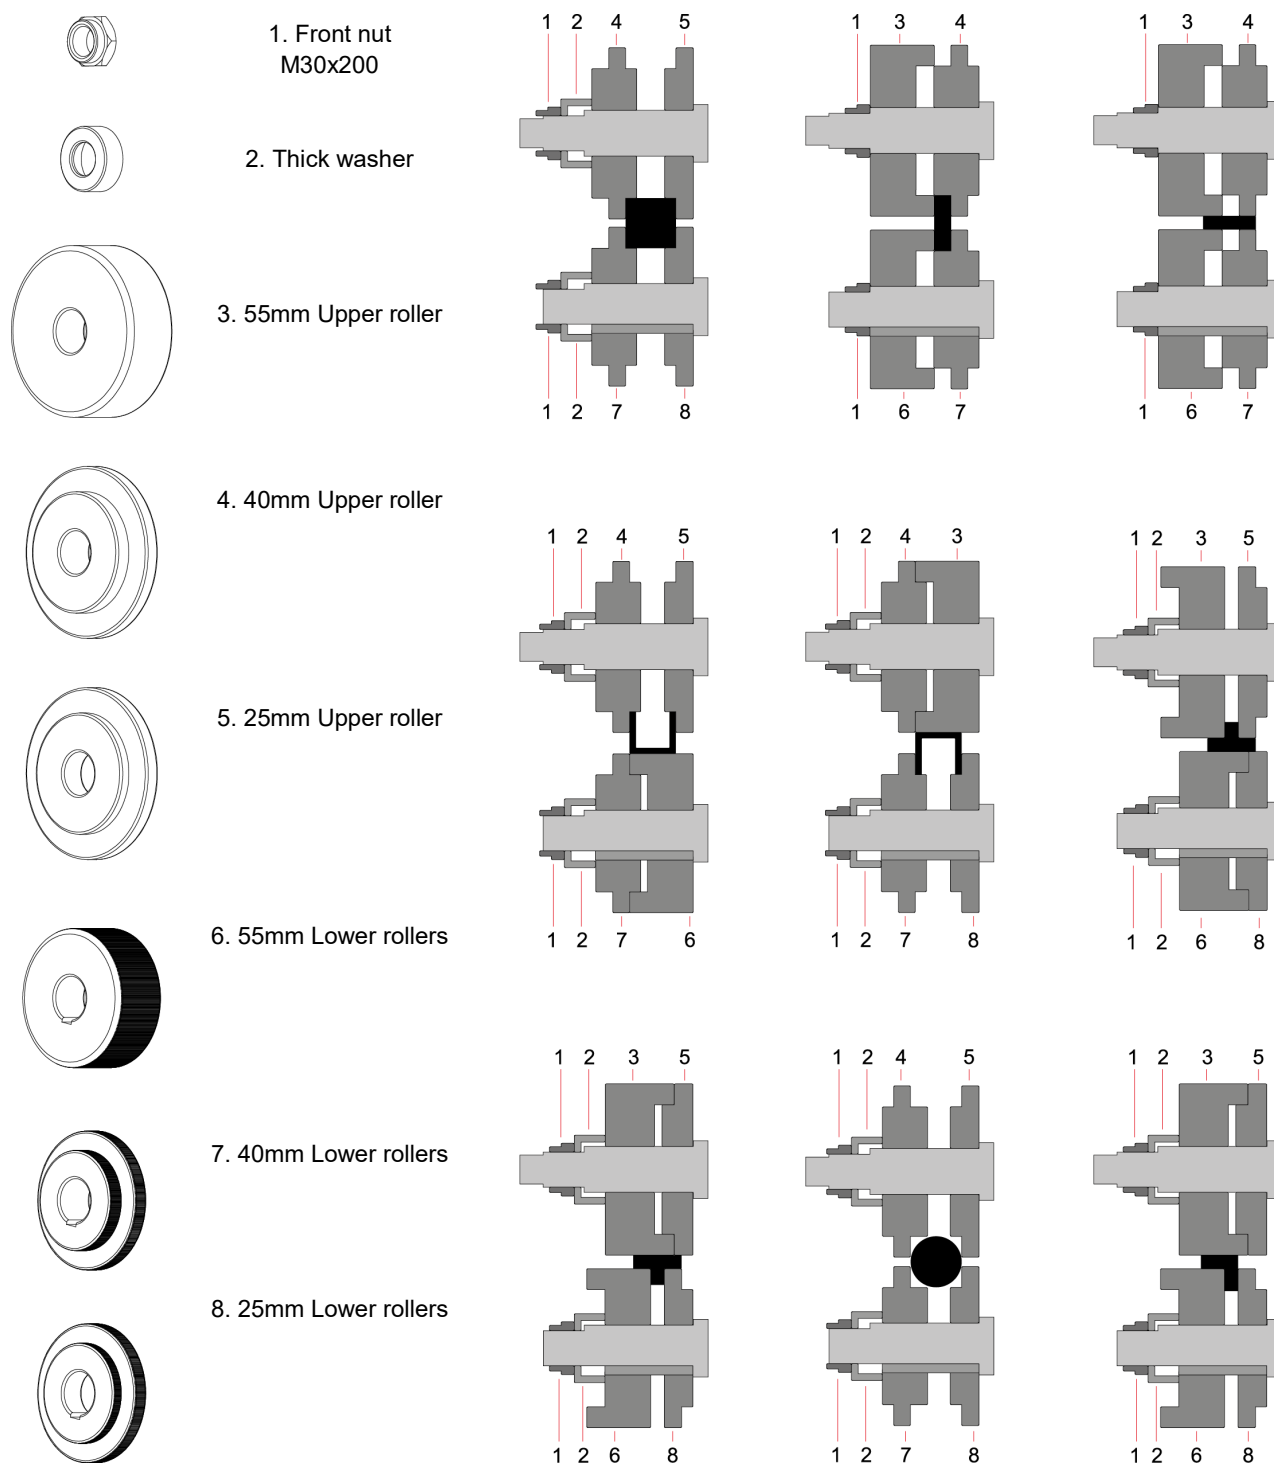 1. Front nut
M30x200
2. Thick washer
3. 55mm Upper roller
4. 40mm Upper roller
5. 25mm Upper roller
6. 55mm Lower rollers
7. 40mm Lower rollers
8. 25mm Lower rollers
1 2 4 5
1 2 7 8
1 3 4
1 6 7
1 3 4
1 6 7
1 2 4 5
1 2 7 6
1 2 4 3
1 2 7 8
1 2 3 5
1 2 6 8
1 2 3 5
1 2 6 8
1 2 4 5
1 2 7 8
1 2 3 5
1 2 6 8